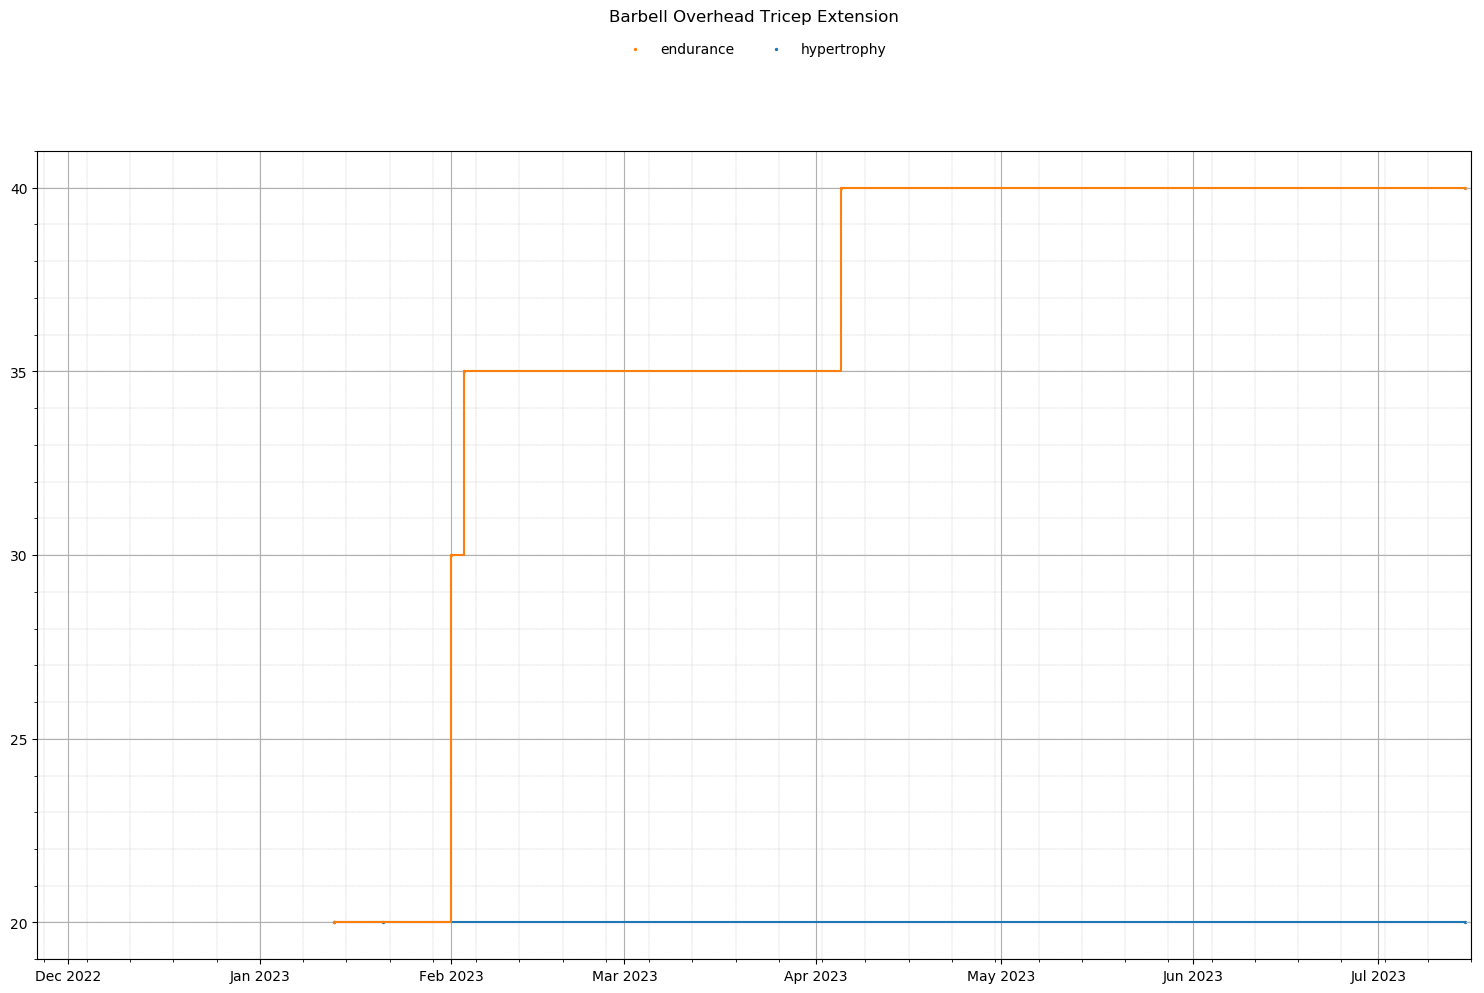 Barbell Overhead Tricep Extension
endurance hypertrophy
40
35
30
25
20
Dec 2022 Jan 2023 Feb 2023 Mar 2023 Apr 2023 May 2023 Jun 2023 Jul 2023